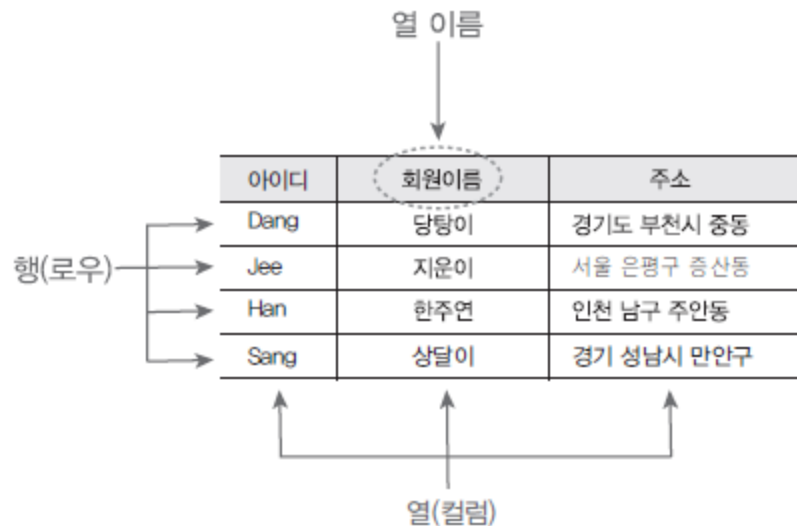 열 이름
아이디 회원이름 주소
Dang 당탕이 경기도 부천시 중동
행(로우)
Jee 지운이 서울 은평구 증산동
Han 한주연 인천 남구 주안동
Sang 상달이 경기 성남시 만안구
열(컬럼)